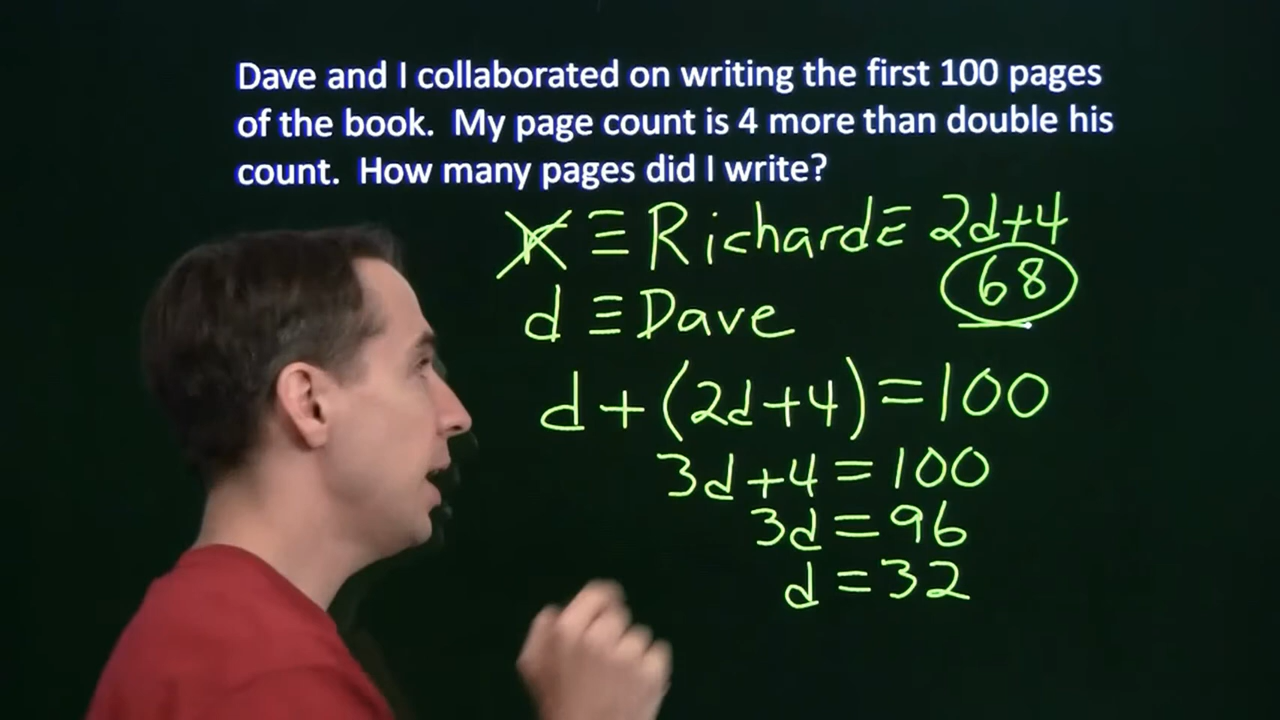 Dave and I collaborated on writing the first 100 pages
of the book.  My page count is 4 more than double his
count.  How many pages did I write?
x ≡ Richard ≡ 2d+4
68
d ≡ Dave
d + (2d+4) = 100
3d+4 = 100
3d = 96
d = 32